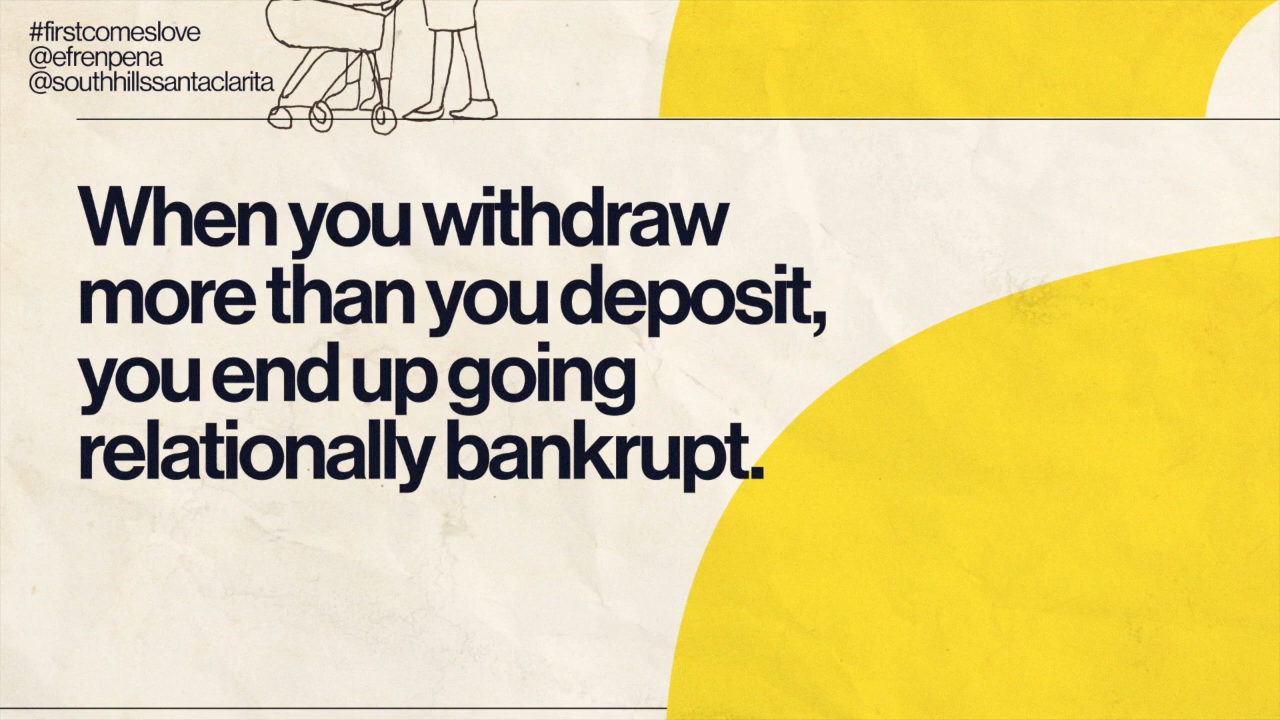 #firstcomeslove
@efrenpena
@southhillssantaclarita
When you withdraw
more than you deposit,
you end up going
relationally bankrupt.